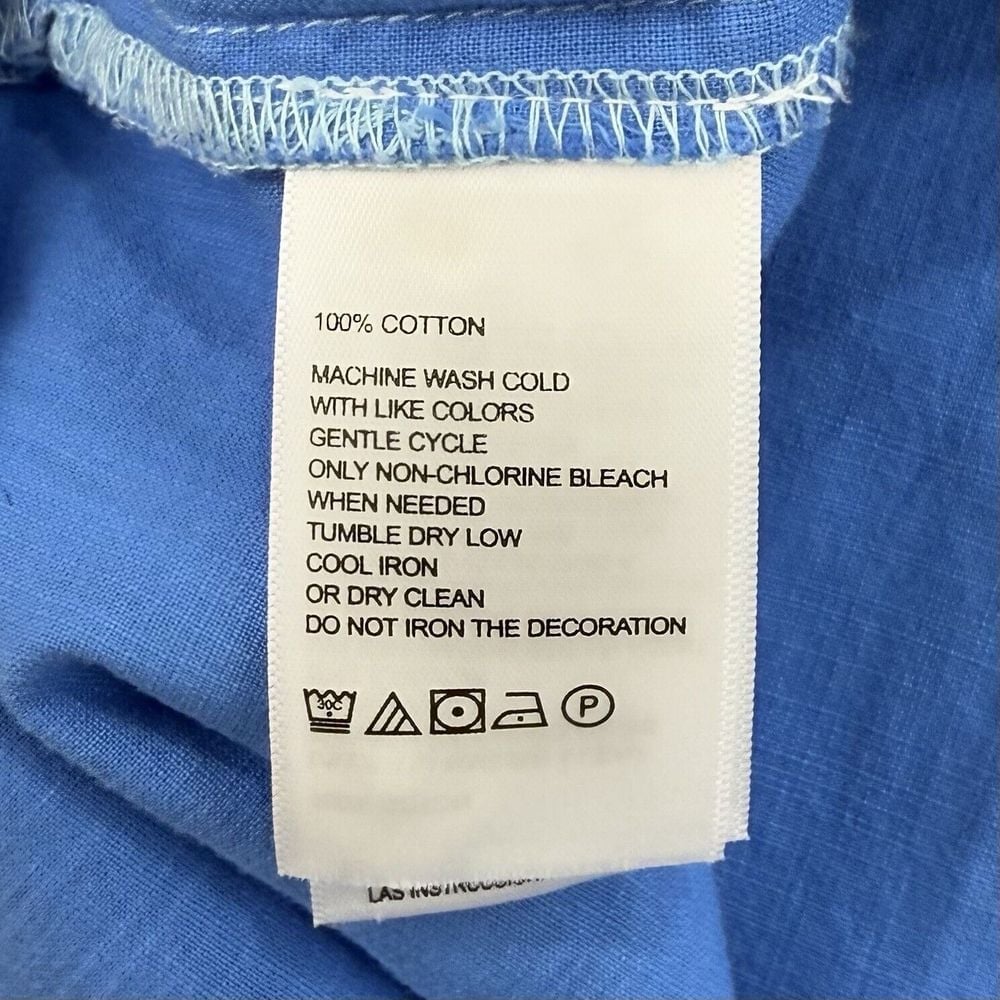 100% COTTON
MACHINE WASH COLD
WITH LIKE COLORS
GENTLE CYCLE
ONLY NON-CHLORINE BLEACH
WHEN NEEDED
TUMBLE DRY LOW
COOL IRON
OR DRY CLEAN
DO NOT IRON THE DECORATION
30C P
LAS